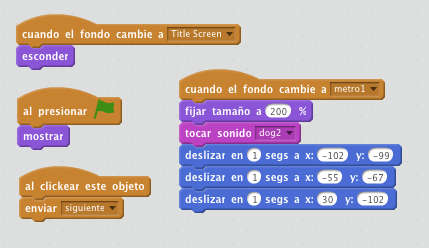 cuando el fondo cambie a Title Screen
esconder
al presionar
mostrar
al clickear este objeto
enviar siguiente
cuando el fondo cambie a metro1
fijar tamaño a 200 %
tocar sonido dog2
deslizar en 1 segs a x: -102 y: -99
deslizar en 1 segs a x: -55 y: -67
deslizar en 1 segs a x: 30 y: -102